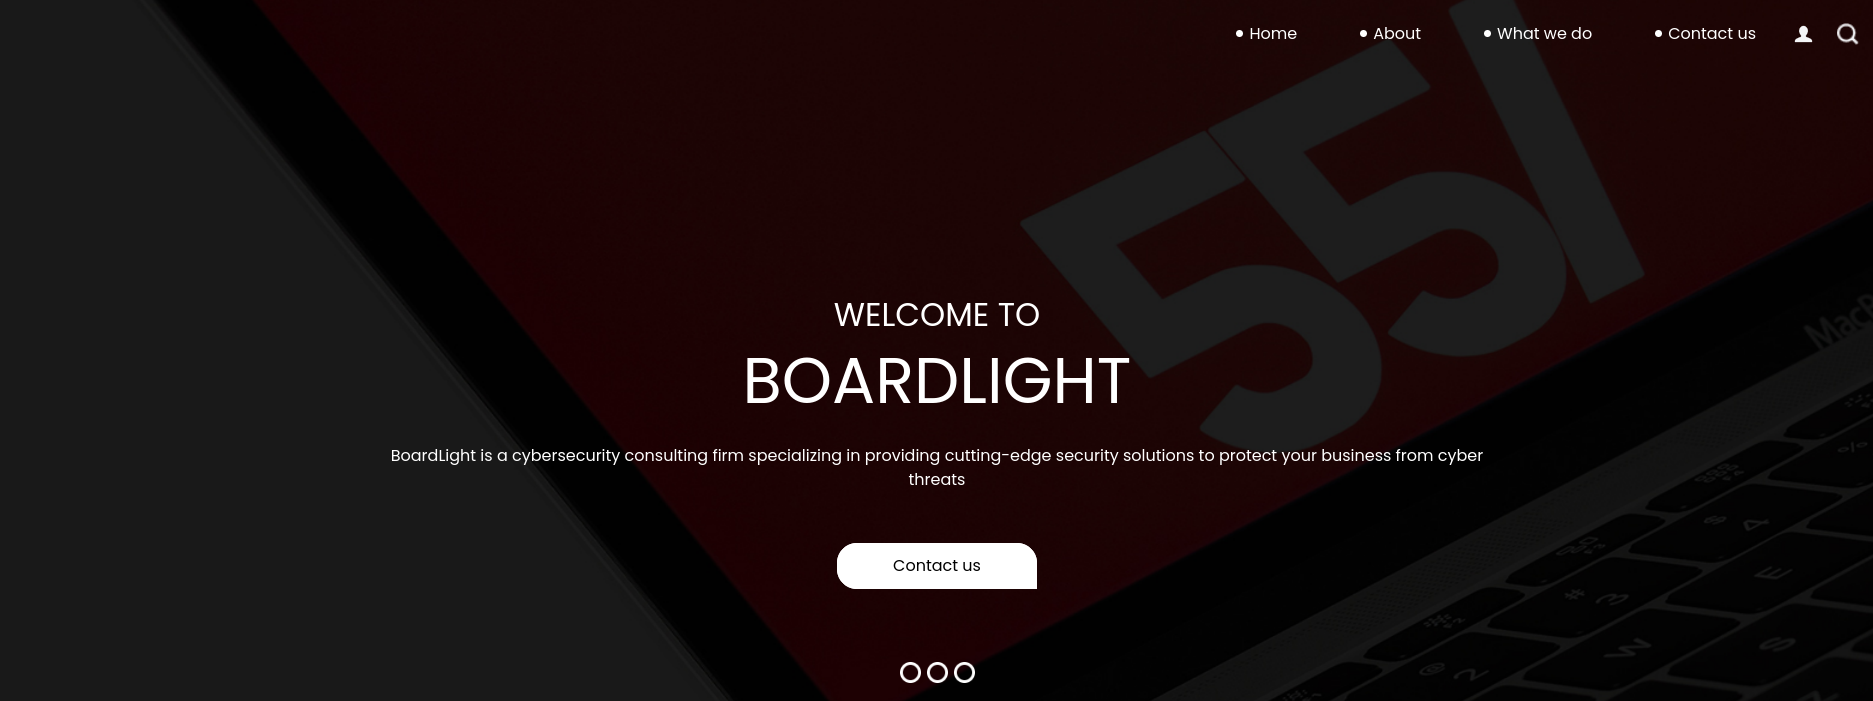 Home
About
What we do
Contact us
55/
WELCOME TO
BOARDLIGHT
BoardLight is a cybersecurity consulting firm specializing in providing cutting-edge security solutions to protect your business from cyber
threats
Contact us